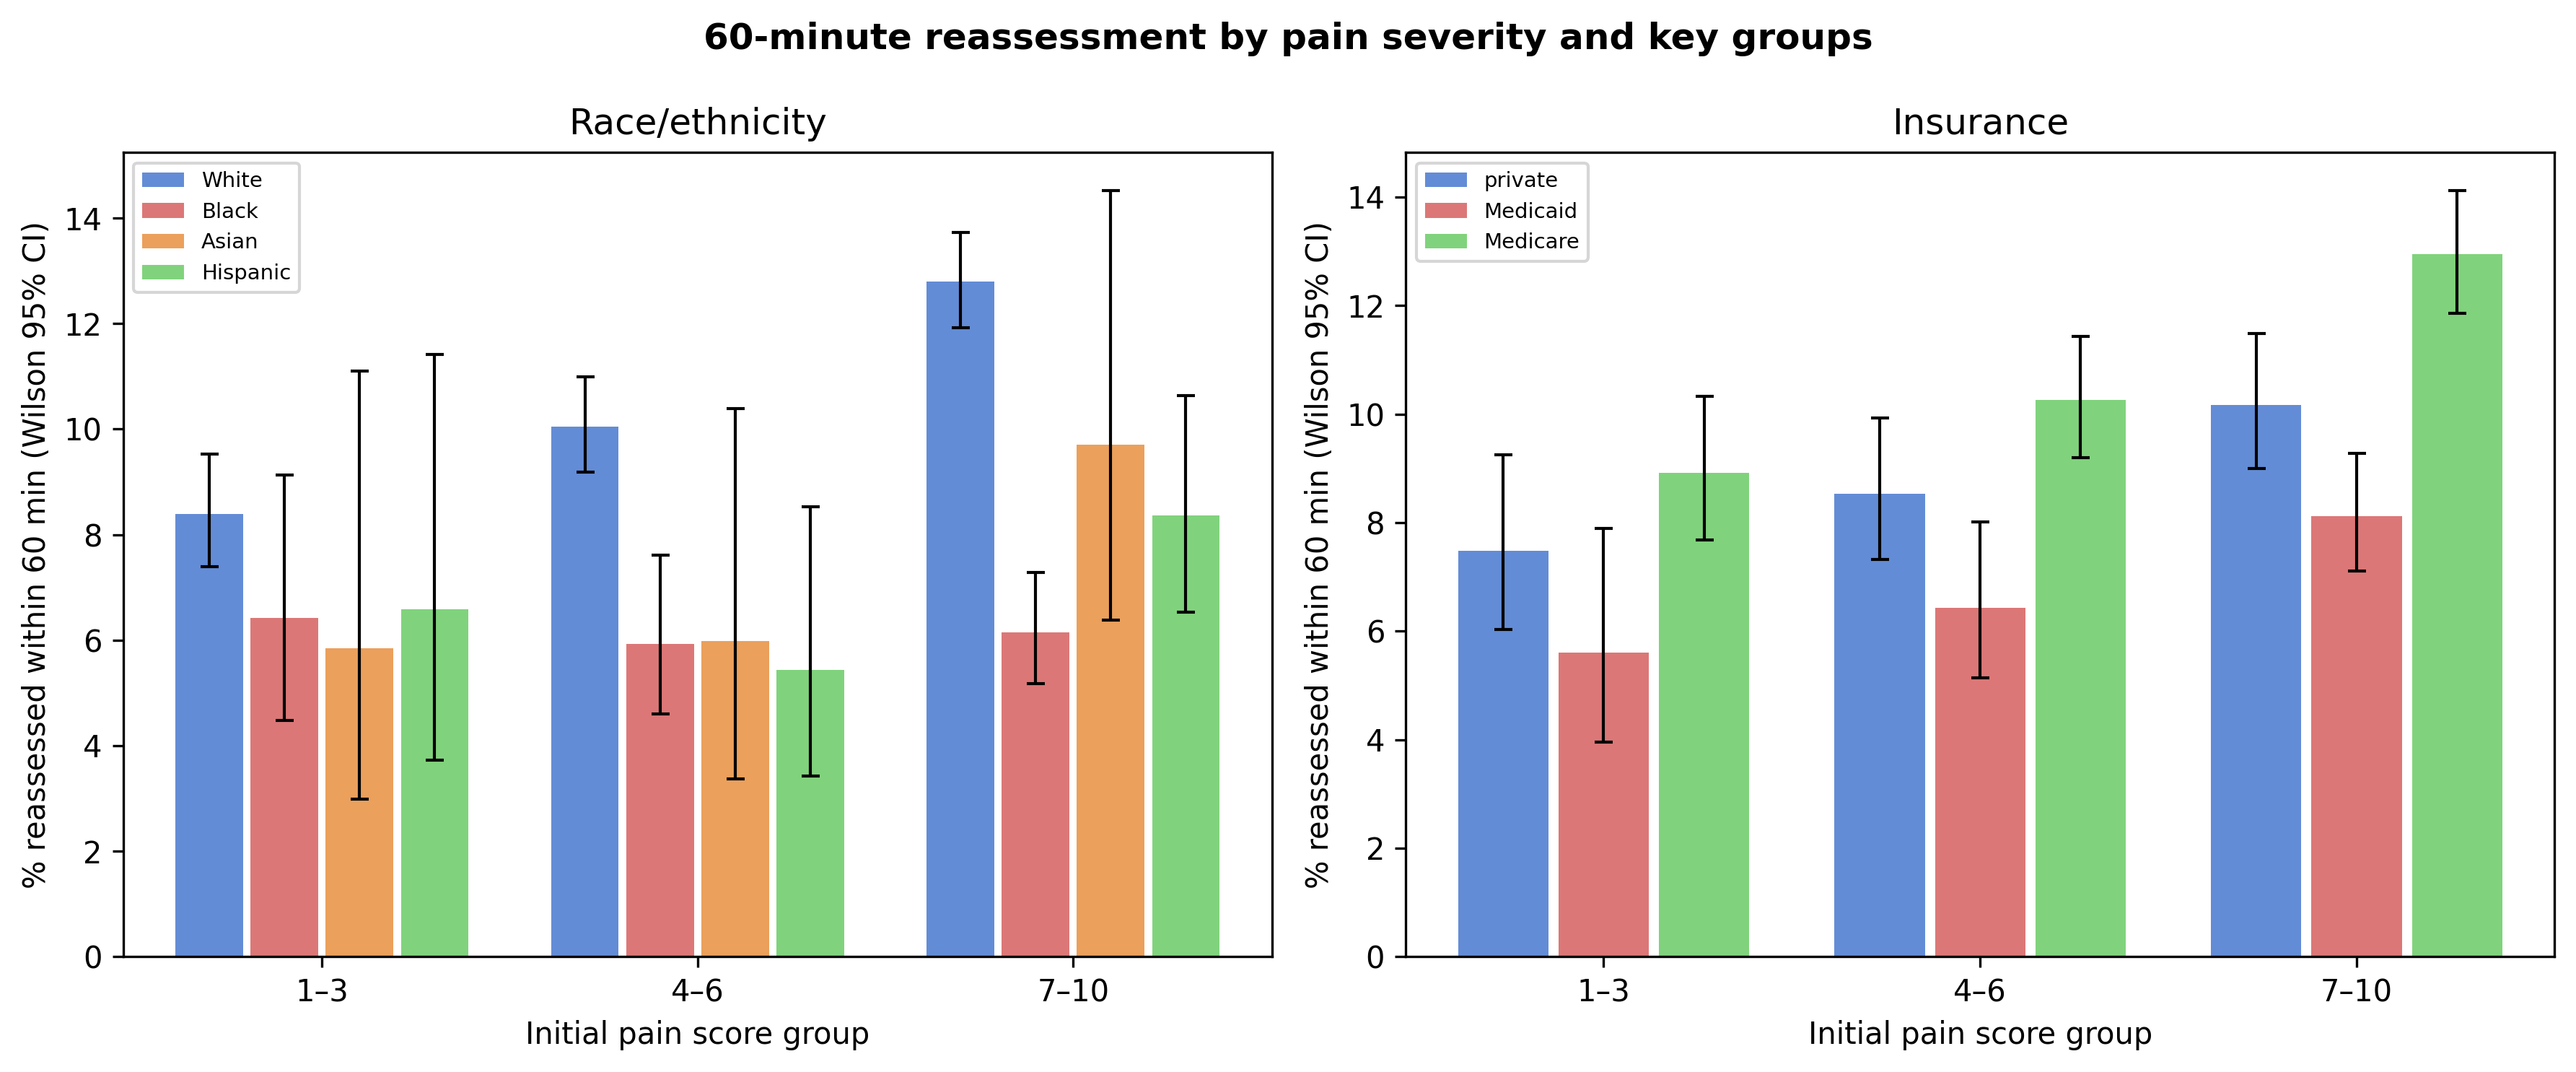 60-minute reassessment by pain severity and key groups
Race/ethnicity
% reassessed within 60 min (Wilson 95% CI)
14
12
10
8
6
4
2
0
White
Black
Asian
Hispanic
1–3
4–6
7–10
Initial pain score group
Insurance
% reassessed within 60 min (Wilson 95% CI)
14
12
10
8
6
4
2
0
private
Medicaid
Medicare
1–3
4–6
7–10
Initial pain score group